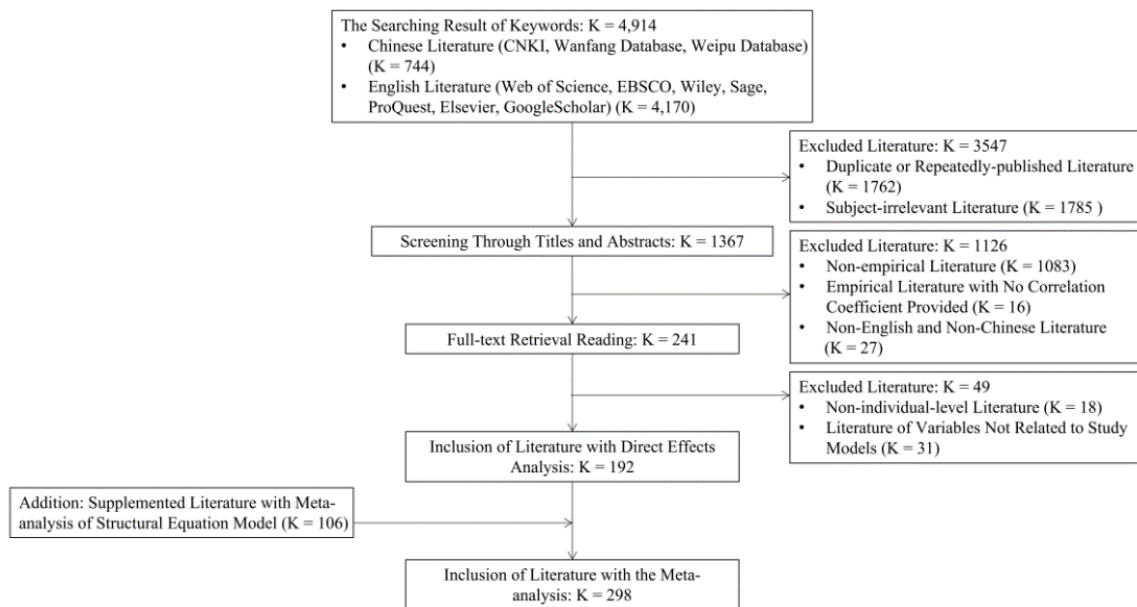 The Searching Result of Keywords: K = 4,914
• Chinese Literature (CNKI, Wanfang Database, Weipu Database)
(K = 744)
• English Literature (Web of Science, EBSCO, Wiley, Sage,
ProQuest, Elsevier, GoogleScholar) (K = 4,170)
Excluded Literature: K = 3547
• Duplicate or Repeatedly-published Literature
(K = 1762)
• Subject-irrelevant Literature (K = 1785 )
Screening Through Titles and Abstracts: K = 1367
Excluded Literature: K = 1126
• Non-empirical Literature (K = 1083)
• Empirical Literature with No Correlation
Coefficient Provided (K = 16)
• Non-English and Non-Chinese Literature
(K = 27)
Full-text Retrieval Reading: K = 241
Excluded Literature: K = 49
• Non-individual-level Literature (K = 18)
• Literature of Variables Not Related to Study
Models (K = 31)
Inclusion of Literature with Direct Effects
Analysis: K = 192
Addition: Supplemented Literature with Meta-
analysis of Structural Equation Model (K = 106)
Inclusion of Literature with the Meta-
analysis: K = 298